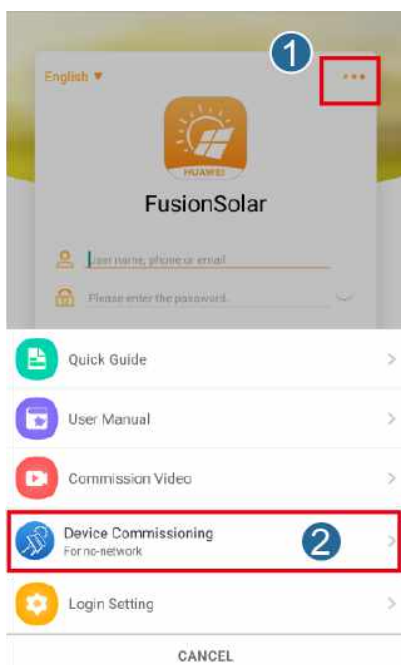 1
English ▼
HUAWEI
FusionSolar
User name, phone or email
Please enter the password.
Quick Guide
User Manual
Commission Video
Device Commissioning
For no-network
2
Login Setting
CANCEL